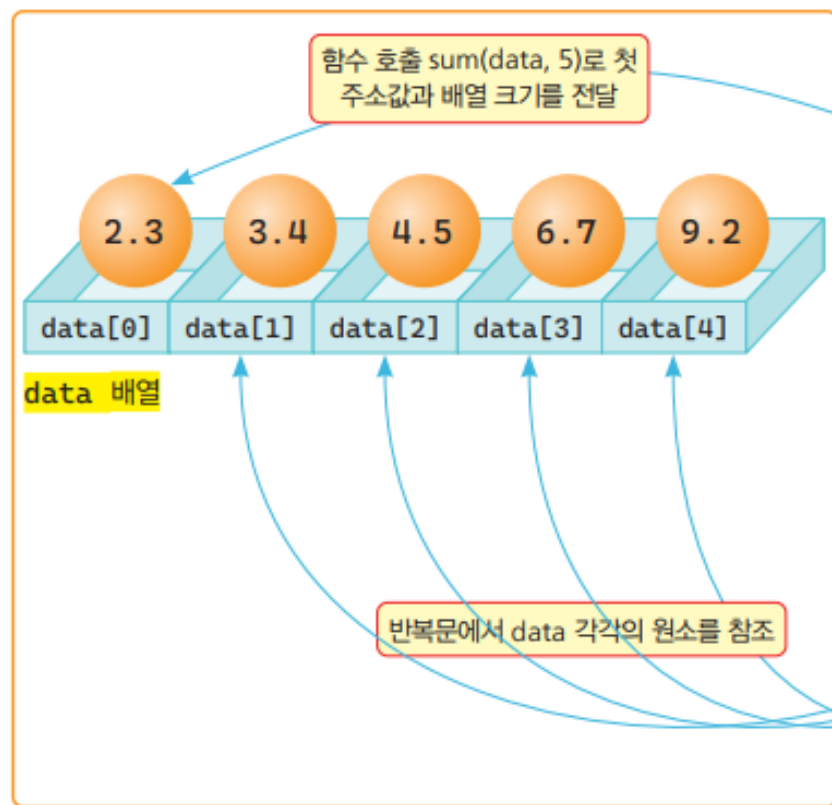 함수 호출 sum(data, 5)로 첫
주소값과 배열 크기를 전달
2.3 3.4 4.5 6.7 9.2
data[0] data[1] data[2] data[3] data[4]
data 배열
반복문에서 data 각각의 원소를 참조